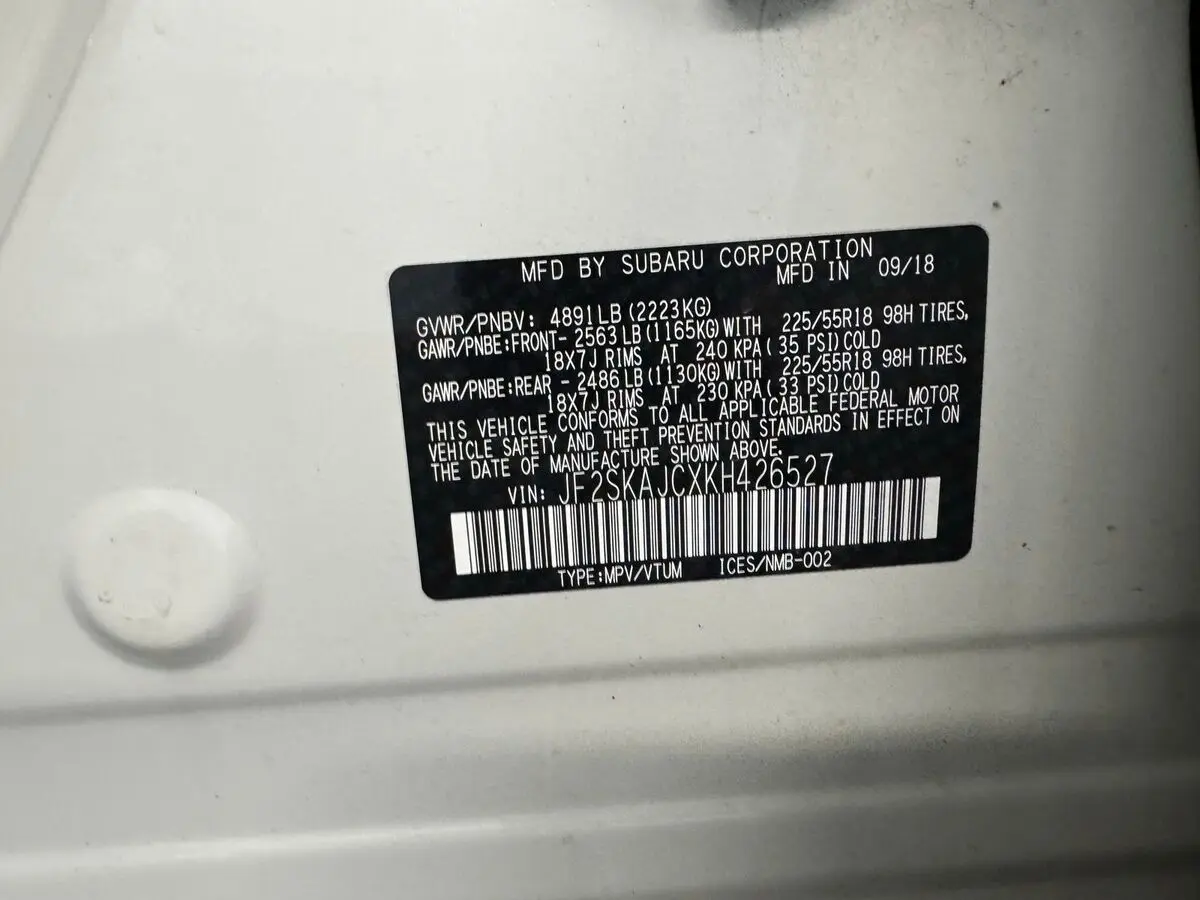 MFD BY SUBARU CORPORATION
MFD IN 09/18
GVWR/PNBV: 4891LB (2223KG)
GAWR/PNBE:FRONT- 2563 LB (1165KG) WITH 225/55R18 98H TIRES,
18X7J RIMS AT 240 KPA ( 35 PSI) COLD
GAWR/PNBE:REAR - 2486 LB (1130KG) WITH 225/55R18 98H TIRES,
18X7J RIMS AT 230 KPA ( 33 PSI) COLD
THIS VEHICLE CONFORMS TO ALL APPLICABLE FEDERAL MOTOR
VEHICLE SAFETY AND THEFT PREVENTION STANDARDS IN EFFECT ON
THE DATE OF MANUFACTURE SHOWN ABOVE.
VIN: JF2SKAJCXKH426527
TYPE:MPV/VTUM ICES/NMB-002